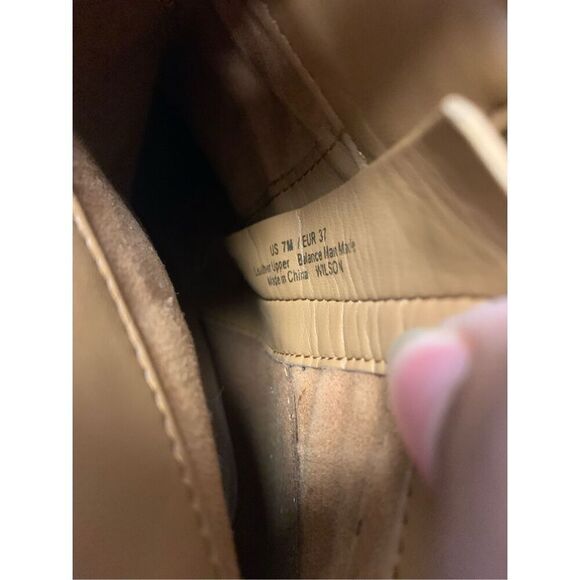 US 7M / EUR 37
Leather Upper Balance Man Made
Made in China WILSON